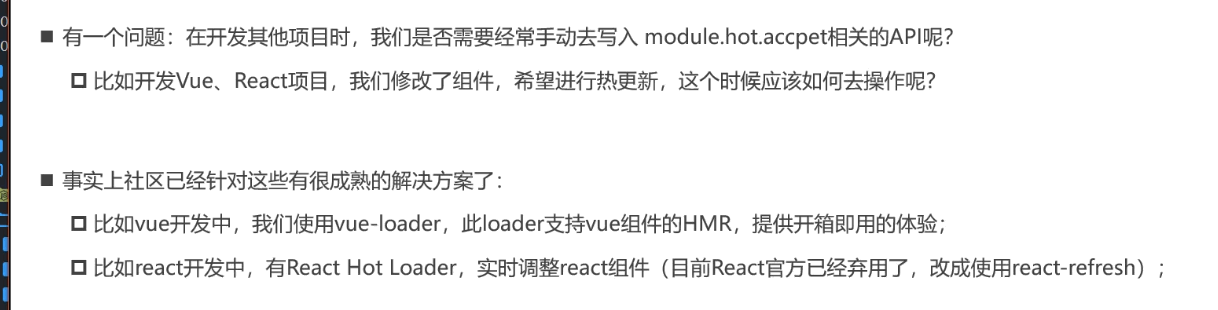 ■ 有一个问题：在开发其他项目时，我们是否需要经常手动去写入 module.hot.accpet相关的API呢？
比如开发Vue、React项目，我们修改了组件，希望进行热更新，这个时候应该如何去操作呢？
■ 事实上社区已经针对这些有很成熟的解决方案了：
比如vue开发中，我们使用vue-loader，此loader支持vue组件的HMR，提供开箱即用的体验；
比如react开发中，有React Hot Loader，实时调整react组件（目前React官方已经弃用了，改成使用react-refresh）；